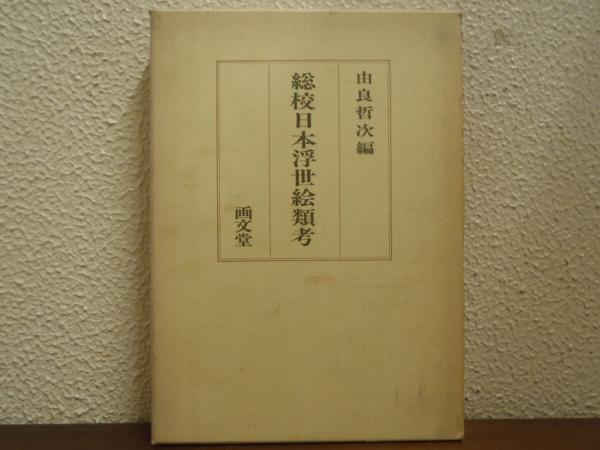 由良哲次編
総校日本浮世絵類考
画文堂